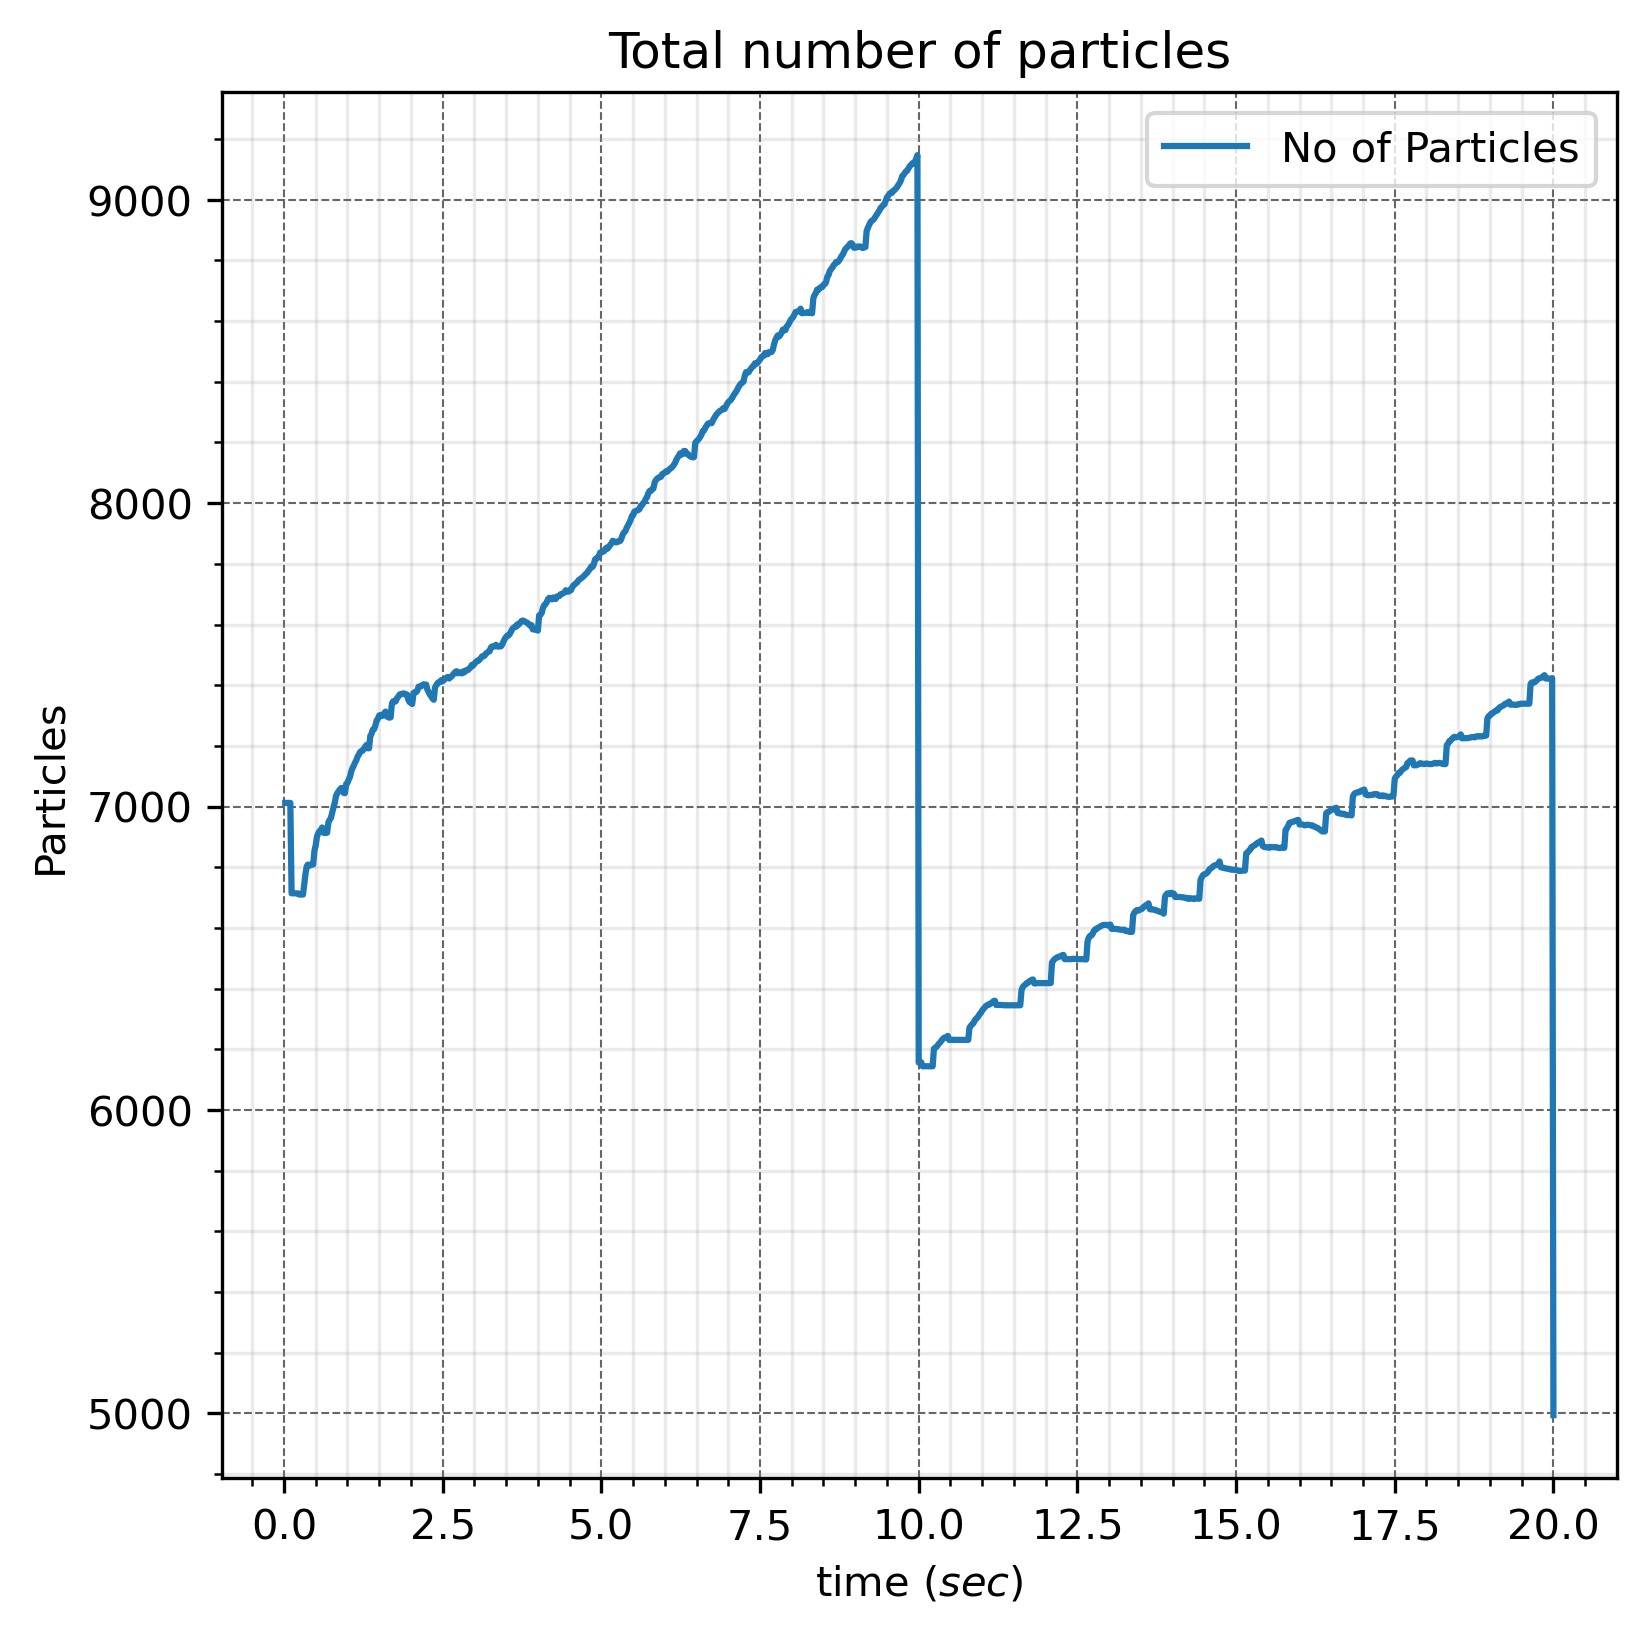 Total number of particles
No of Particles
9000
8000
7000
6000
5000
Particles
0.0 2.5 5.0 7.5 10.0 12.5 15.0 17.5 20.0
time (sec)